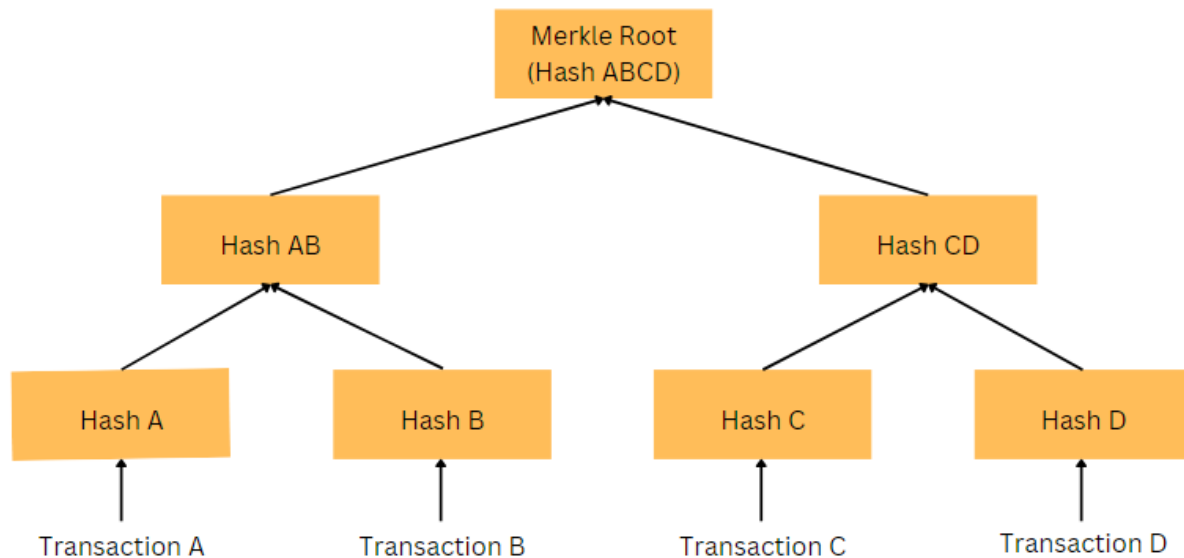 Merkle Root
(Hash ABCD)
Hash AB
Hash CD
Hash A
Hash B
Hash C
Hash D
Transaction A
Transaction B
Transaction C
Transaction D